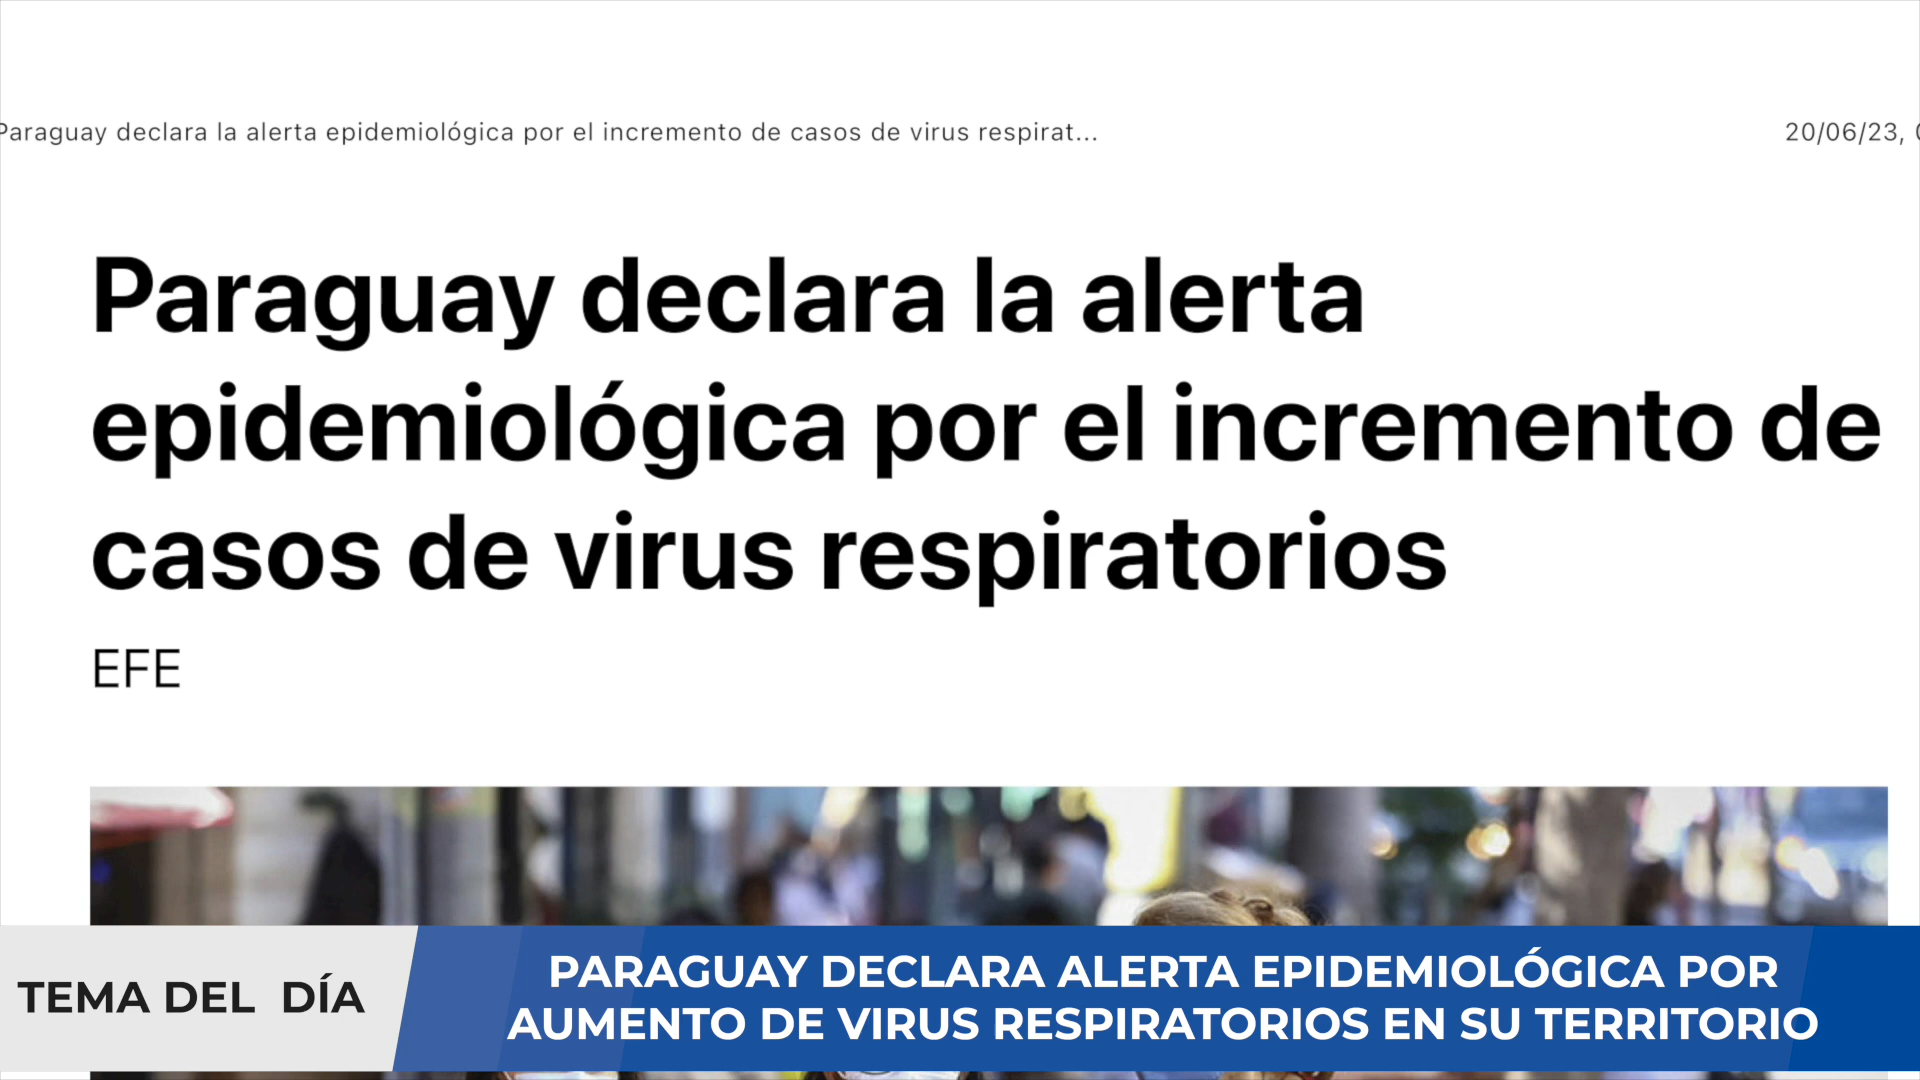 Paraguay declara la alerta epidemiológica por el incremento de casos de virus respirat...
20/06/23,
Paraguay declara la alerta
epidemiológica por el incremento de
casos de virus respiratorios
EFE
TEMA DEL DÍA
PARAGUAY DECLARA ALERTA EPIDEMIOLÓGICA POR
AUMENTO DE VIRUS RESPIRATORIOS EN SU TERRITORIO